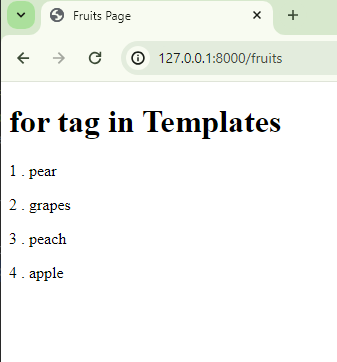 Fruits Page
127.0.0.1:8000/fruits
for tag in Templates
1 . pear
2 . grapes
3 . peach
4 . apple